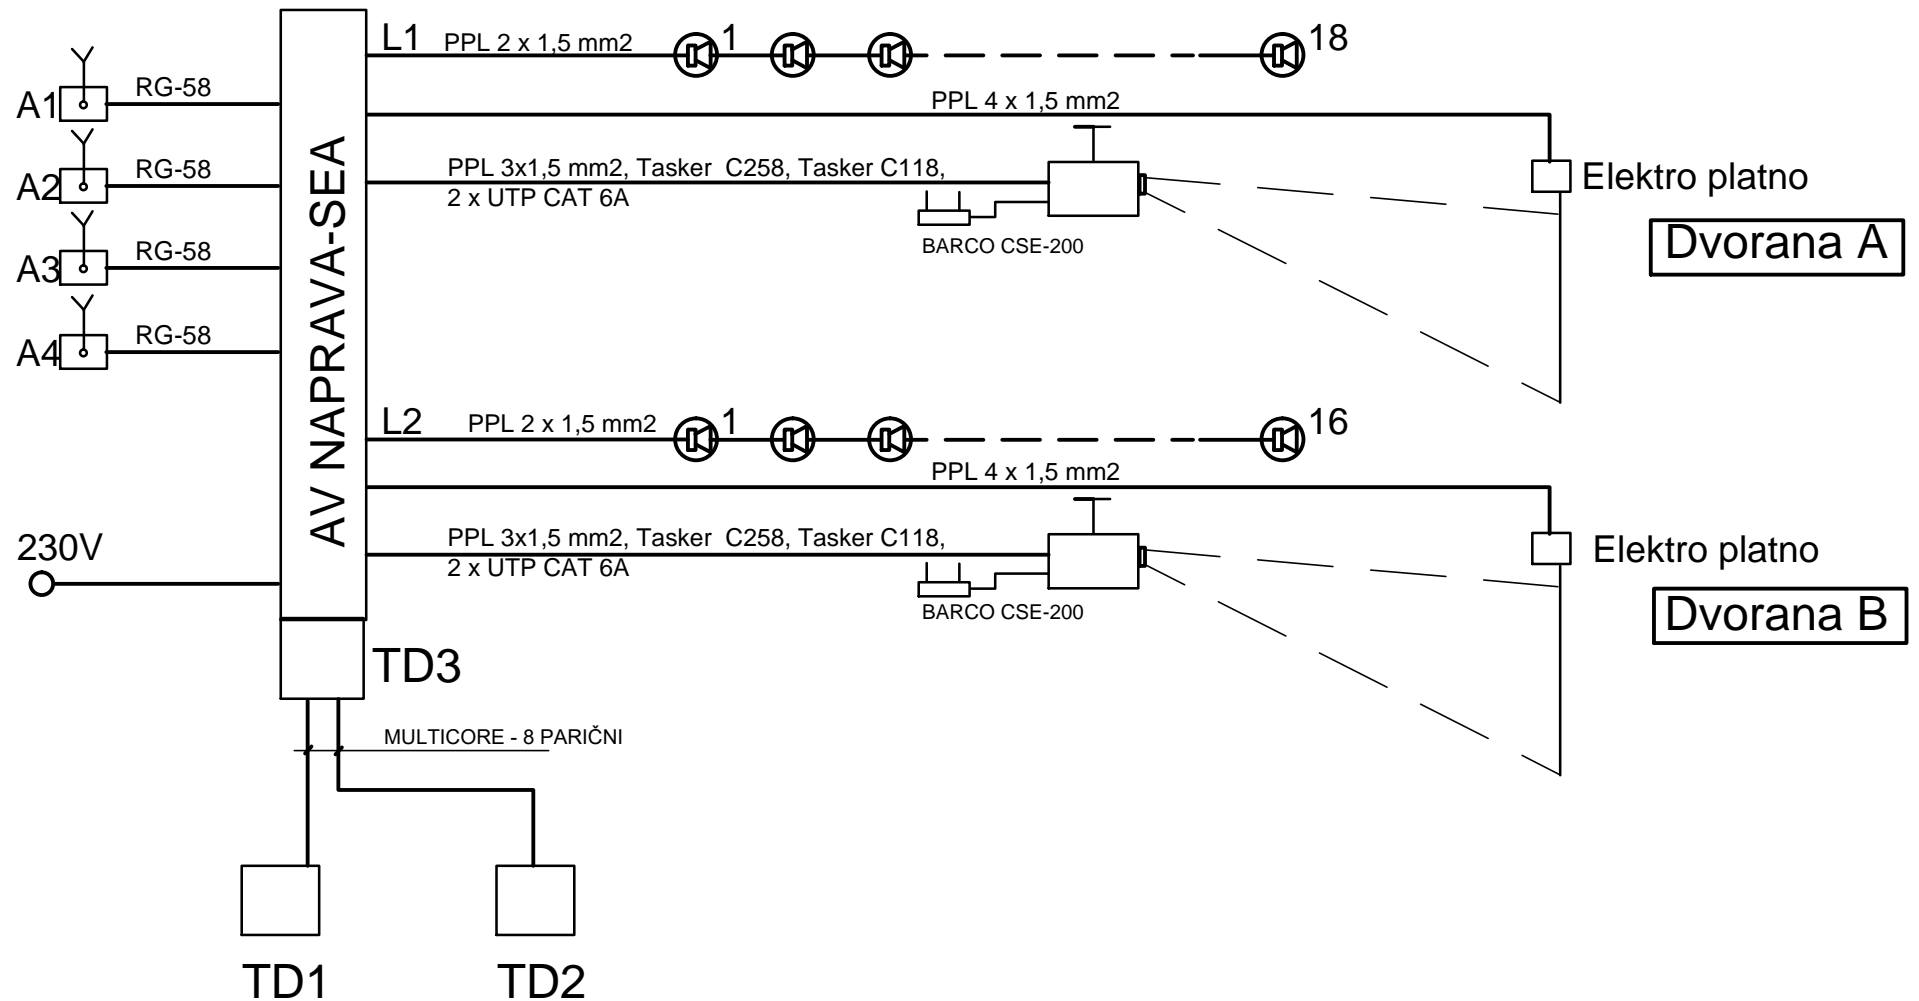 L1 PPL 2 x 1,5 mm2 1 18
A1 RG-58
PPL 4 x 1,5 mm2
A2 RG-58
PPL 3x1,5 mm2, Tasker C258, Tasker C118,
2 x UTP CAT 6A
Elektro platno
BARCO CSE-200
Dvorana A
A3 RG-58
A4 RG-58
AV NAPRAVA-SEA
L2 PPL 2 x 1,5 mm2 1 16
PPL 4 x 1,5 mm2
230V
PPL 3x1,5 mm2, Tasker C258, Tasker C118,
2 x UTP CAT 6A
Elektro platno
BARCO CSE-200
Dvorana B
TD3
MULTICORE - 8 PARIČNI
TD1 TD2